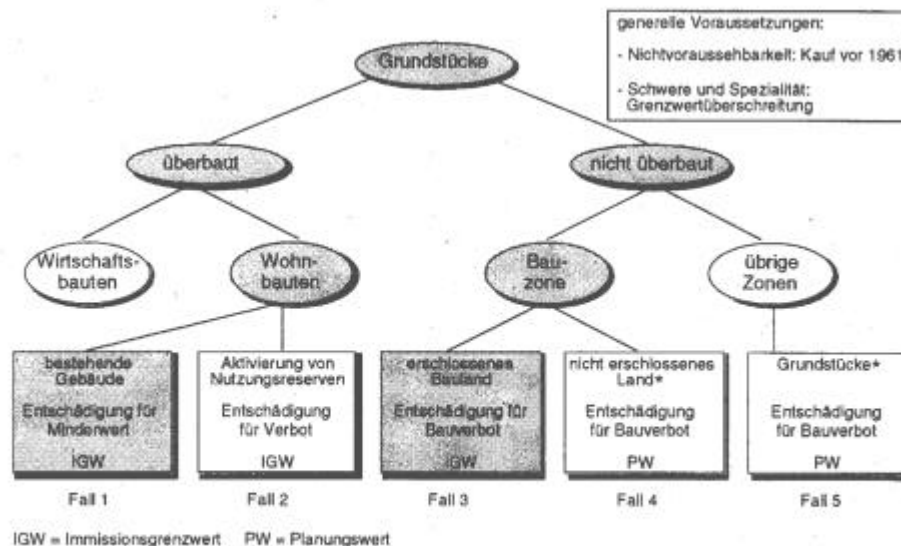 generelle Voraussetzungen:
- Nichtvoraussehbarkeit: Kauf vor 1961
- Schwere und Spezialität:
Grenzwertüberschreitung
Grundstücke
überbaut
nicht überbaut
Wirtschafts-
bauten
Wohn-
bauten
Bau-
zone
übrige
Zonen
bestehende
Gebäude
Entschädigung für
Minderwert
IGW
Fall 1
Aktivierung von
Nutzungsreserven
Entschädigung
für Verbot
IGW
Fall 2
erschlossenes
Bauland
Entschädigung für
Bauverbot
IGW
Fall 3
nicht erschlossenes
Land*
Entschädigung
für Bauverbot
PW
Fall 4
Grundstücke*
Entschädigung
für Bauverbot
PW
Fall 5
IGW = Immissionsgrenzwert PW = Planungswert